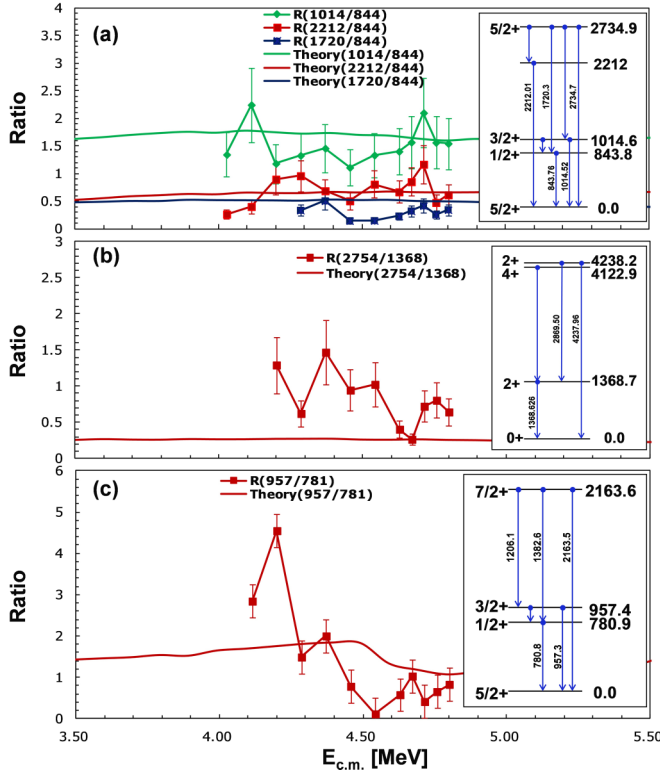 (a)
R(1014/844)
R(2212/844)
R(1720/844)
Theory(1014/844)
Theory(2212/844)
Theory(1720/844)
Ratio
4
3.5
3
2.5
2
1.5
1
0.5
0
5/2+ 2734.9
2212
3/2+ 1014.6
1/2+ 843.8
5/2+ 0.0
2212.01
1720.3
2734.7
843.76
1014.52
(b)
R(2754/1368)
Theory(2754/1368)
Ratio
3
2.5
2
1.5
1
0.5
0
2+ 4238.2
4+ 4122.9
2+ 1368.7
0+ 0.0
2869.50
4237.96
1368.626
(c)
R(957/781)
Theory(957/781)
Ratio
6
5
4
3
2
1
0
7/2+ 2163.6
3/2+ 957.4
1/2+ 780.9
5/2+ 0.0
1206.1
1382.6
2163.5
780.8
957.3
3.50 4.00 4.50 5.00 5.50
E c.m. [MeV]